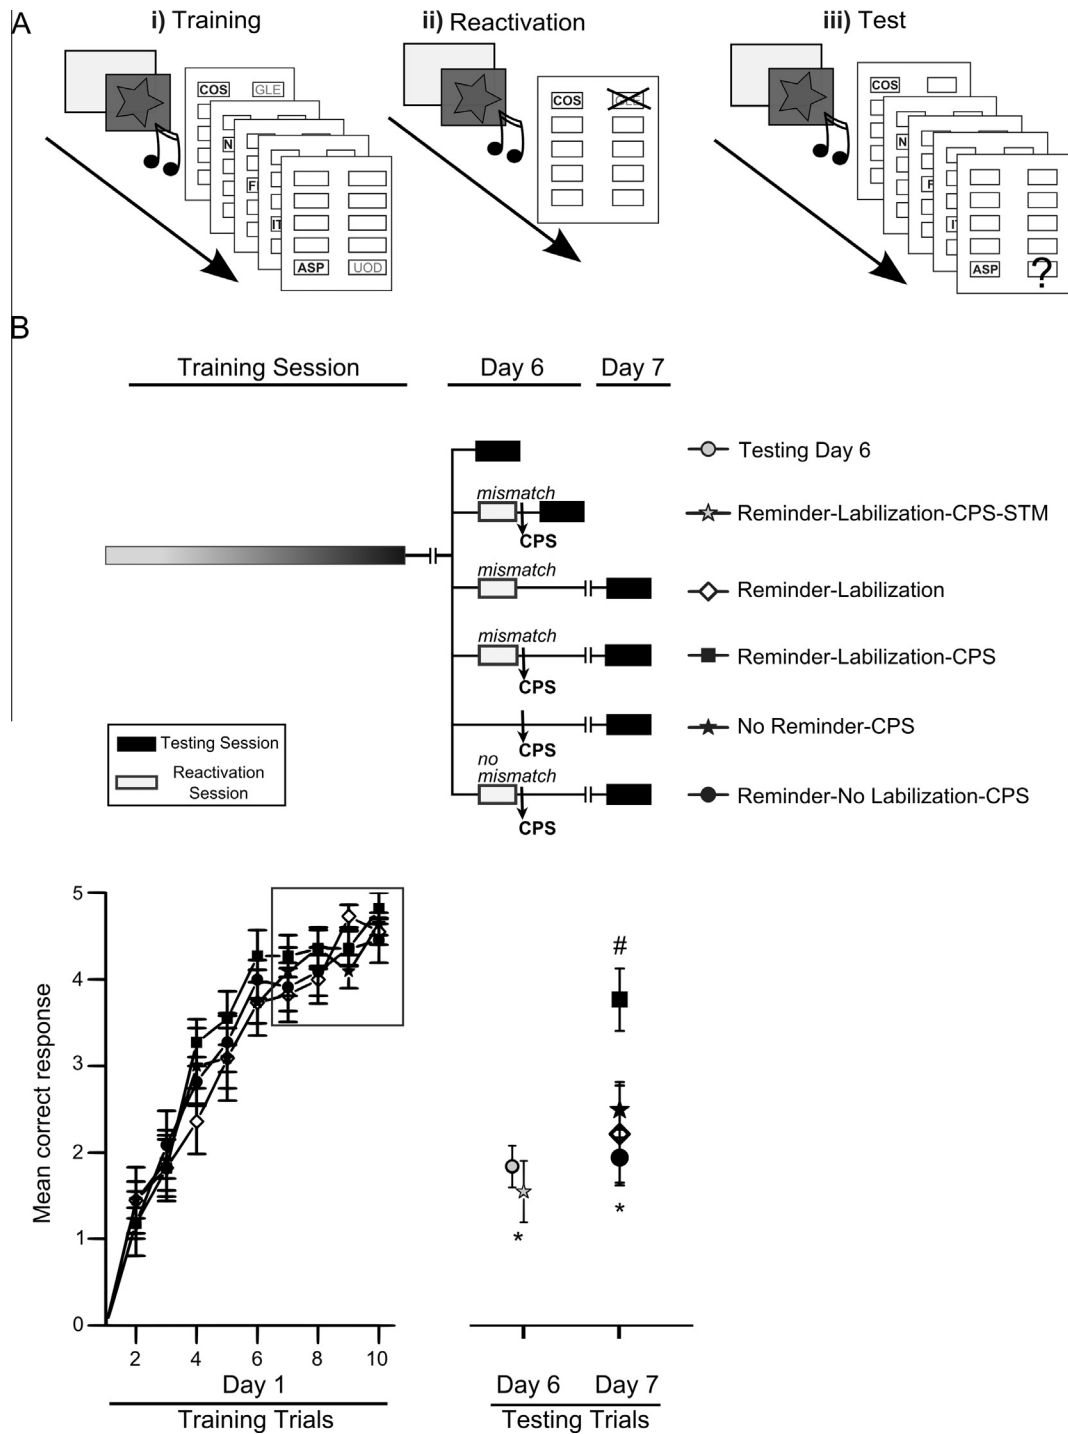 A
i) Training
ii) Reactivation
iii) Test
COS GLE
N
F
IT
ASP UOD
COS GLE
COS
N
F
IT
ASP ?
B
Training Session
Day 6
Day 7
Testing Day 6
mismatch
CPS
Reminder-Labilization-CPS-STM
mismatch
Reminder-Labilization
mismatch
CPS
Reminder-Labilization-CPS
CPS
No Reminder-CPS
no
mismatch
CPS
Reminder-No Labilization-CPS
Testing Session
Reactivation
Session
Mean correct response
5
4
3
2
1
0
2 4 6 8 10
Day 1
Training Trials
#
*
*
Day 6 Day 7
Testing Trials